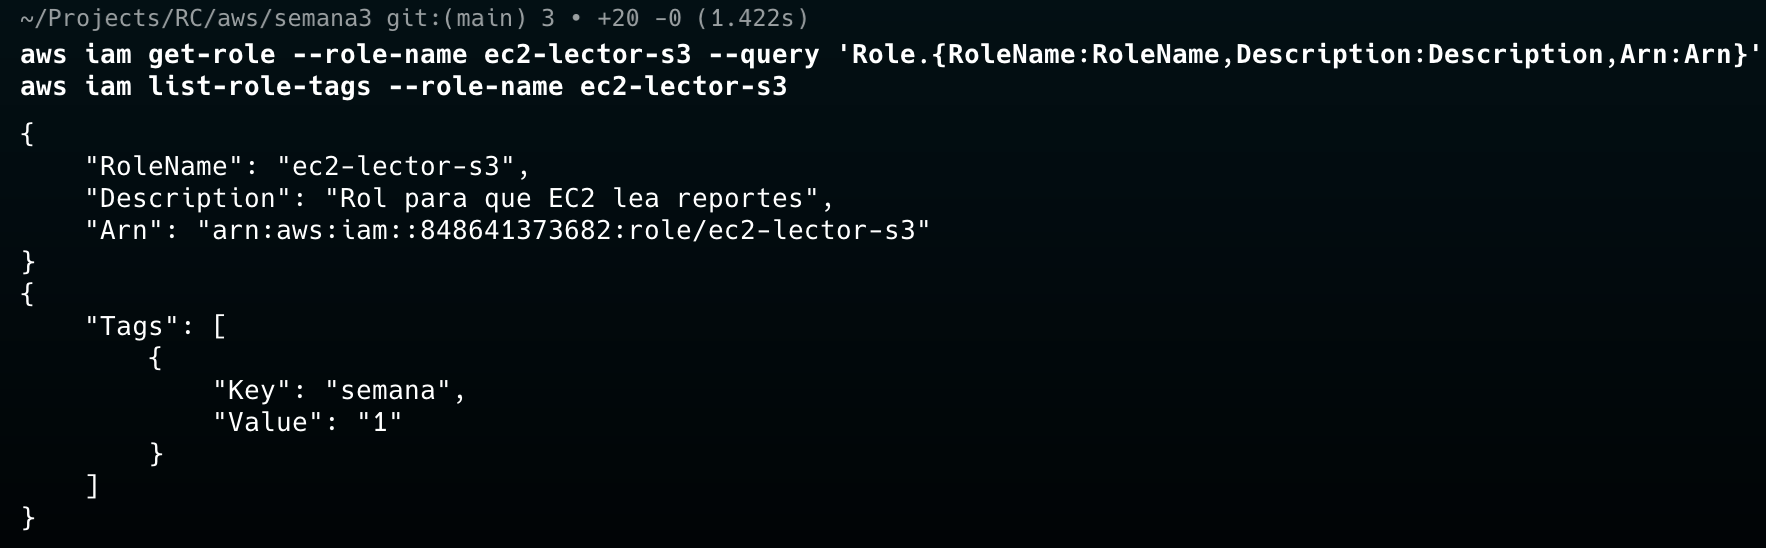 ~/Projects/RC/aws/semana3 git:(main) 3 • +20 -0 (1.422s)
aws iam get-role --role-name ec2-lector-s3 --query 'Role.{RoleName:RoleName,Description:Description,Arn:Arn}'
aws iam list-role-tags --role-name ec2-lector-s3
{
    "RoleName": "ec2-lector-s3",
    "Description": "Rol para que EC2 lea reportes",
    "Arn": "arn:aws:iam::848641373682:role/ec2-lector-s3"
}
{
    "Tags": [
        {
            "Key": "semana",
            "Value": "1"
        }
    ]
}